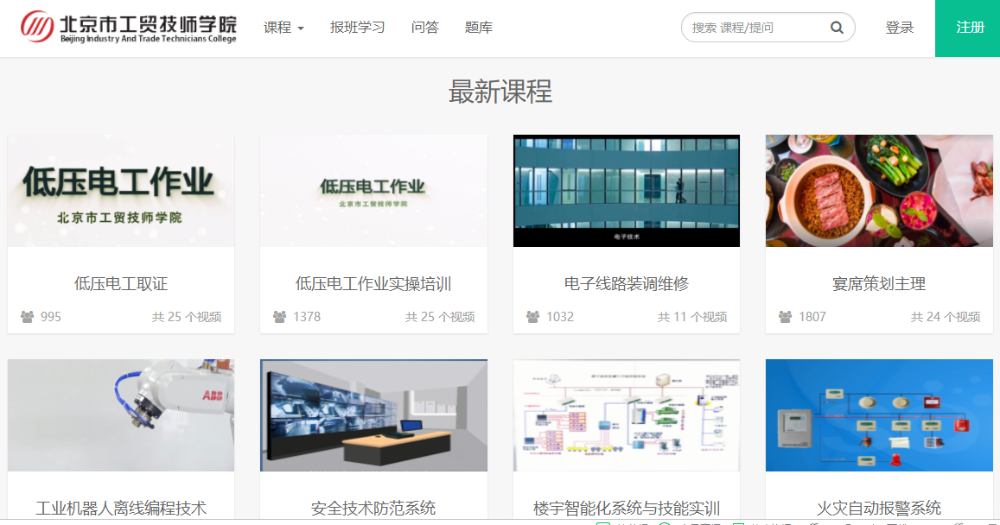 北京市工贸技师学院
Beijing Industry And Trade Technicians College
课程 报班学习 问答 题库 搜索 课程/提问 登录 注册
最新课程
低压电工作业 低压电工作业
北京市工贸技师学院 北京市工贸技师学院
电子技术
低压电工取证 低压电工作业实操培训 电子线路装调维修 宴席策划主理
995 共 25 个视频 1378 共 25 个视频 1032 共 11 个视频 1807 共 24 个视频
ABB
工业机器人离线编程技术 安全技术防范系统 楼宇智能化系统与技能实训 火灾自动报警系统